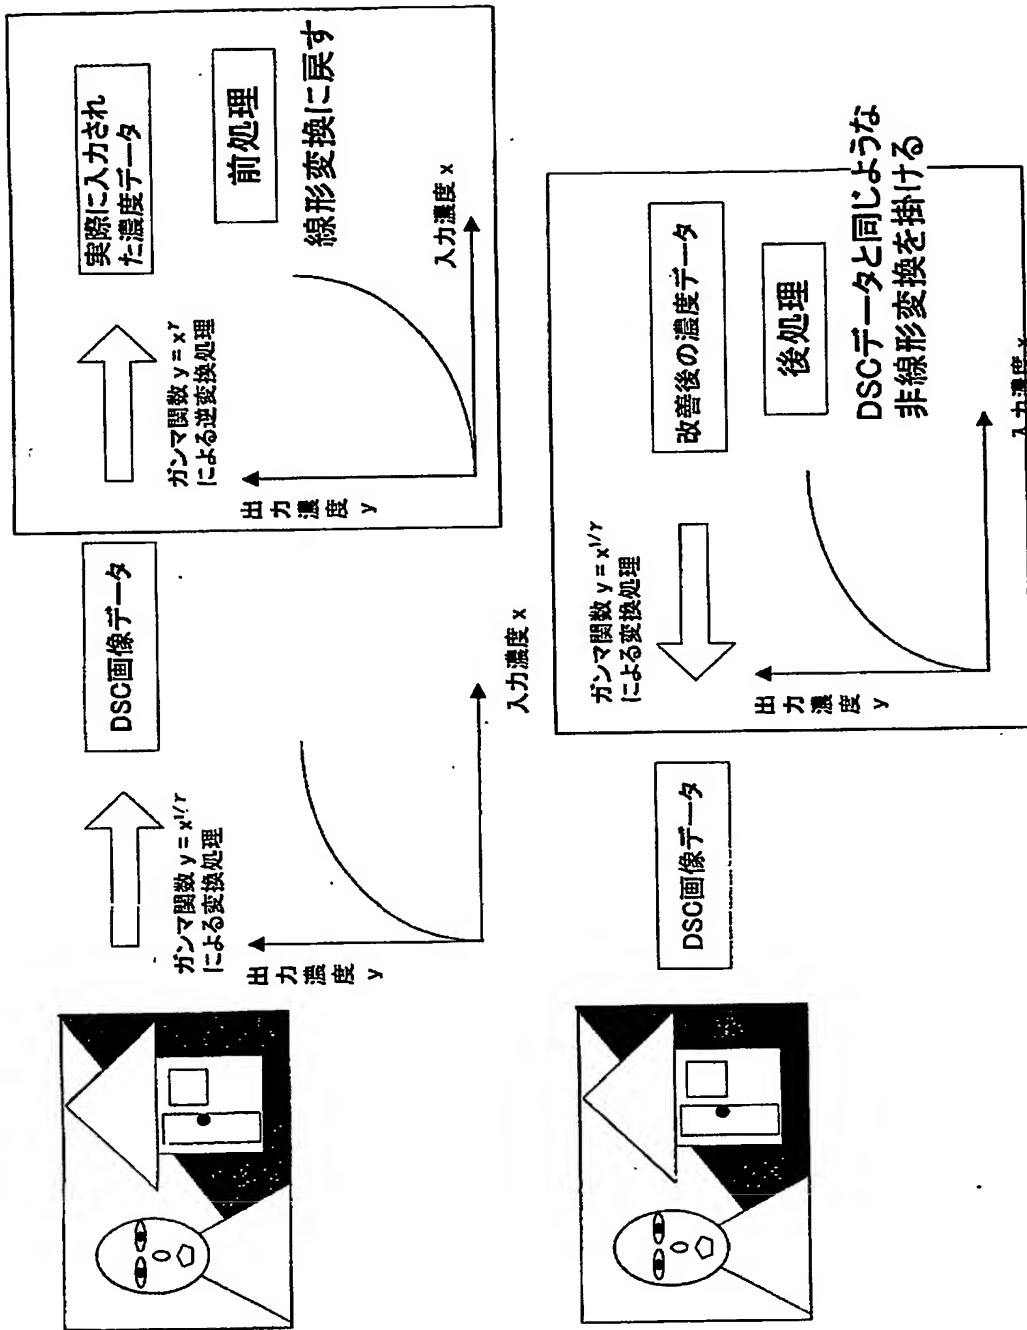 ガンマ関数 y = x^1/γ
による変換処理
出力濃度 y
入力濃度 x
DSC画像データ
ガンマ関数 y = x^γ
による逆変換処理
出力濃度 y
入力濃度 x
実際に入力され
た濃度データ
前処理
線形変換に戻す
DSC画像データ
ガンマ関数 y = x^1/γ
による変換処理
出力濃度 y
入力濃度 x
改善後の濃度データ
後処理
DSCデータと同じような
非線形変換を掛ける